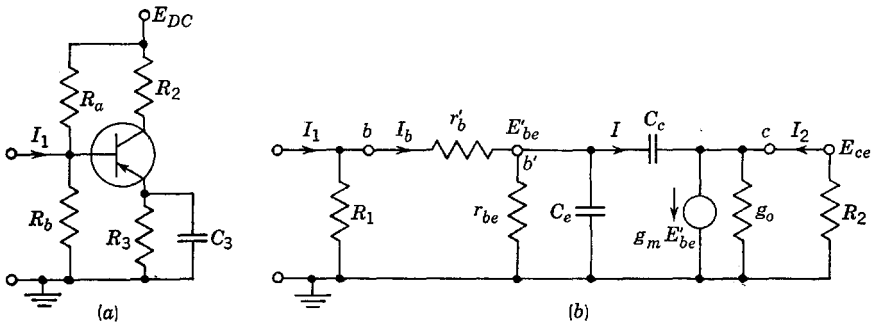 E_DC
R_a
R_2
I_1
R_b
R_3
C_3
(a)
I_1
b
I_b
r'_b
E'_be
b'
I
C_c
c
I_2
E_ce
R_1
r_be
C_e
g_m E'_be
g_o
R_2
(b)